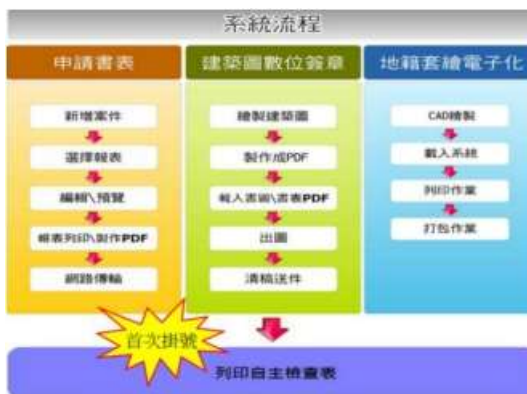 系統流程
申請書表
新增案件
選擇報表
編輯\預覽
報表列印\製作PDF
網路傳輸
建築圖數位簽章
繪製建築圖
製作成PDF
載入書圖\書表PDF
出圖
清稿送件
地籍套繪電子化
CAD繪製
載入系統
列印作業
打包作業
首次掛號
列印自主檢查表